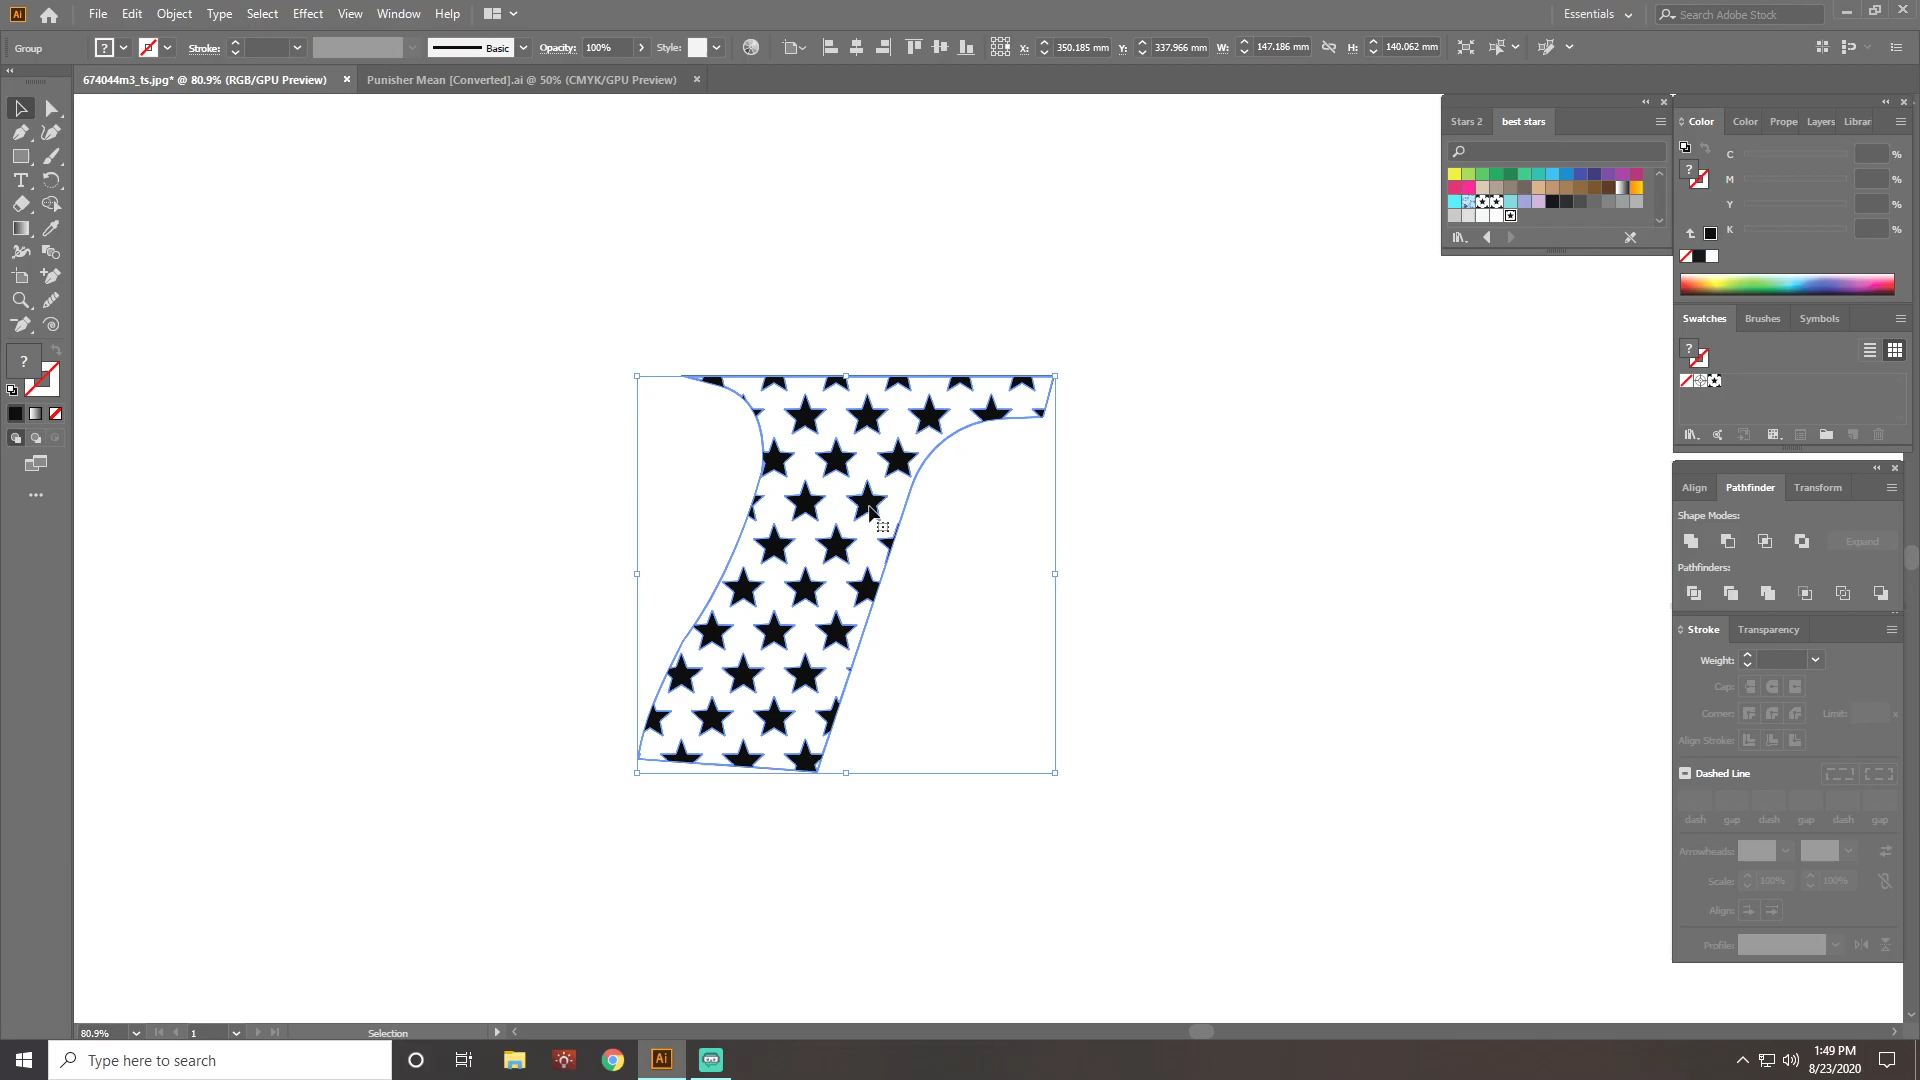 Ai File Edit Object Type Select Effect View Window Help Essentials Search Adobe Stock
Group ? Stroke: Basic Opacity: 100% Style: X: 350.185 mm Y: 337.966 mm W: 147.186 mm H: 140.062 mm
674044m3_ts.jpg* @ 80.9% (RGB/GPU Preview) × Punisher Mean [Converted].ai @ 50% (CMYK/GPU Preview) ×
Stars 2 best stars
Color Color Prope Layers Librar
? C %
M %
Y %
K %
Swatches Brushes Symbols
?
T
?
Align Pathfinder Transform
Shape Modes:
Expand
Pathfinders:
Stroke Transparency
Weight:
Cap:
Corner: Limit: x
Align Stroke:
Dashed Line
dash gap dash gap dash gap
Arrowheads:
Scale: 100% 100%
Align:
Profile:
80.9% 1 Selection
Type here to search Ai 1:49 PM
8/23/2020